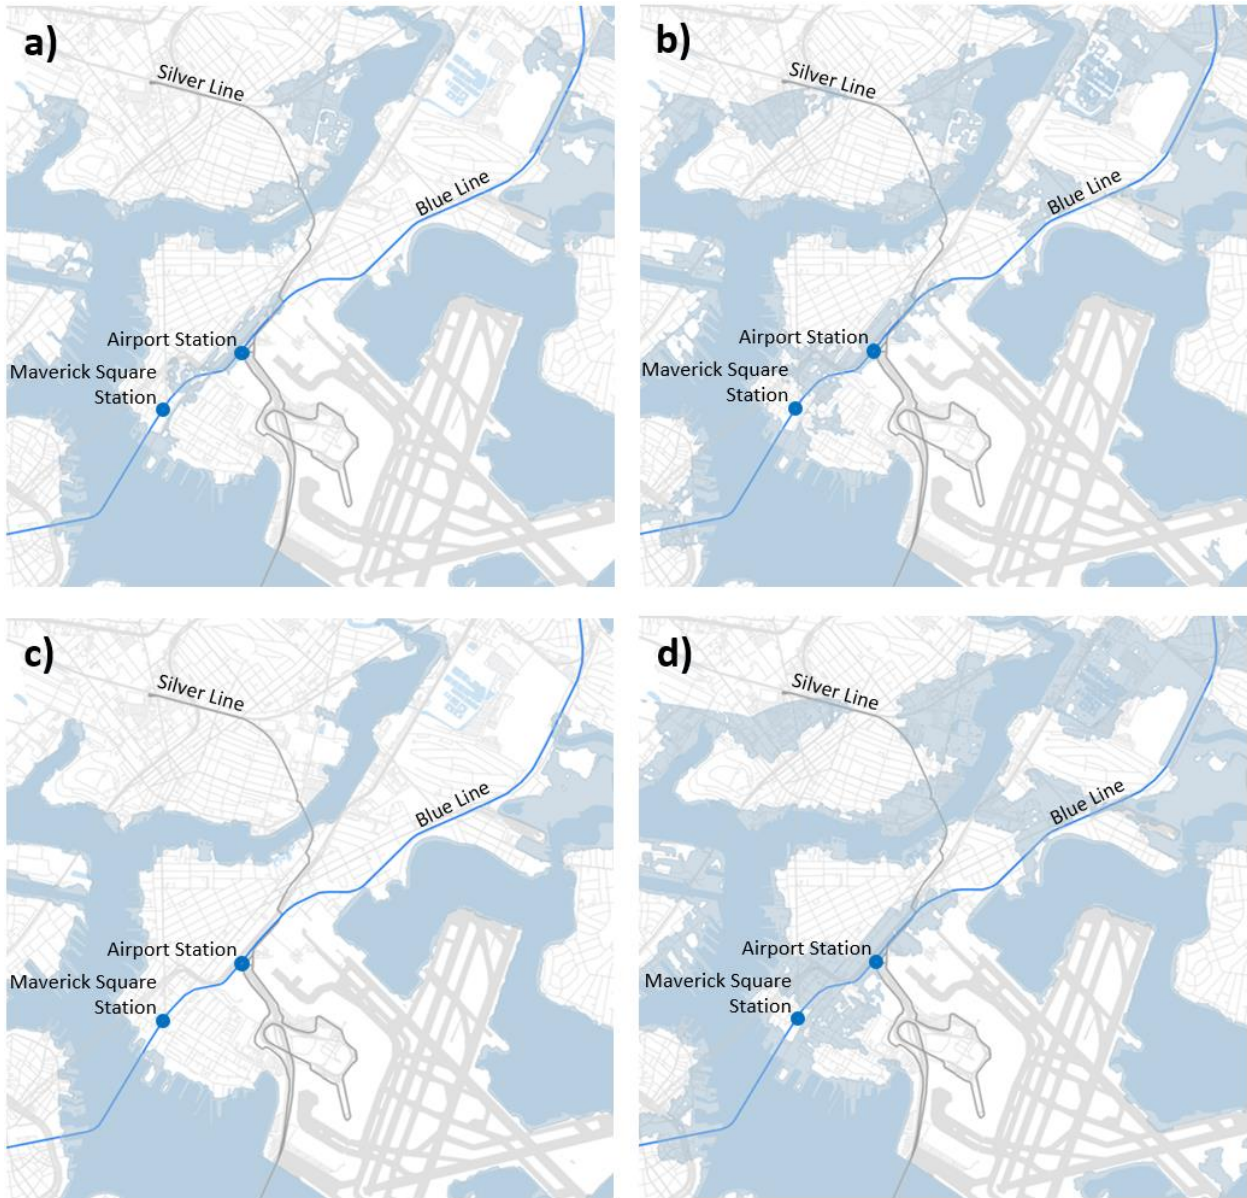 a)
Silver Line
Blue Line
Airport Station
Maverick Square
Station
b)
Silver Line
Blue Line
Airport Station
Maverick Square
Station
c)
Silver Line
Blue Line
Airport Station
Maverick Square
Station
d)
Silver Line
Blue Line
Airport Station
Maverick Square
Station